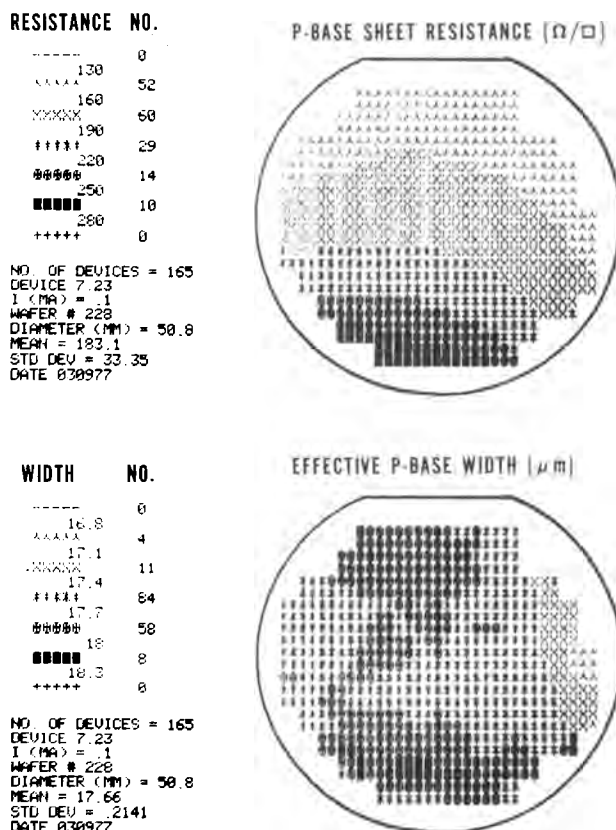 RESISTANCE NO.
----- 0
130
ΛΛΛΛΛ 52
160
XXXXX 60
190
‡‡‡‡‡ 29
220
⊕⊕⊕⊕⊕ 14
250
■■■■■ 10
280
+++++ 0
NO. OF DEVICES = 165
DEVICE 7.23
I (MA) = .1
WAFER # 228
DIAMETER (MM) = 50.8
MEAN = 183.1
STD DEV = 33.35
DATE 030977
P-BASE SHEET RESISTANCE (Ω/□)
WIDTH NO.
----- 0
16.8
ΛΛΛΛΛ 4
17.1
XXXXX 11
17.4
‡‡‡‡‡ 84
17.7
⊕⊕⊕⊕⊕ 58
18
■■■■■ 8
18.3
+++++ 0
NO. OF DEVICES = 165
DEVICE 7.23
I (MA) = .1
WAFER # 228
DIAMETER (MM) = 50.8
MEAN = 17.66
STD DEV = .2141
DATE 030977
EFFECTIVE P-BASE WIDTH (μm)